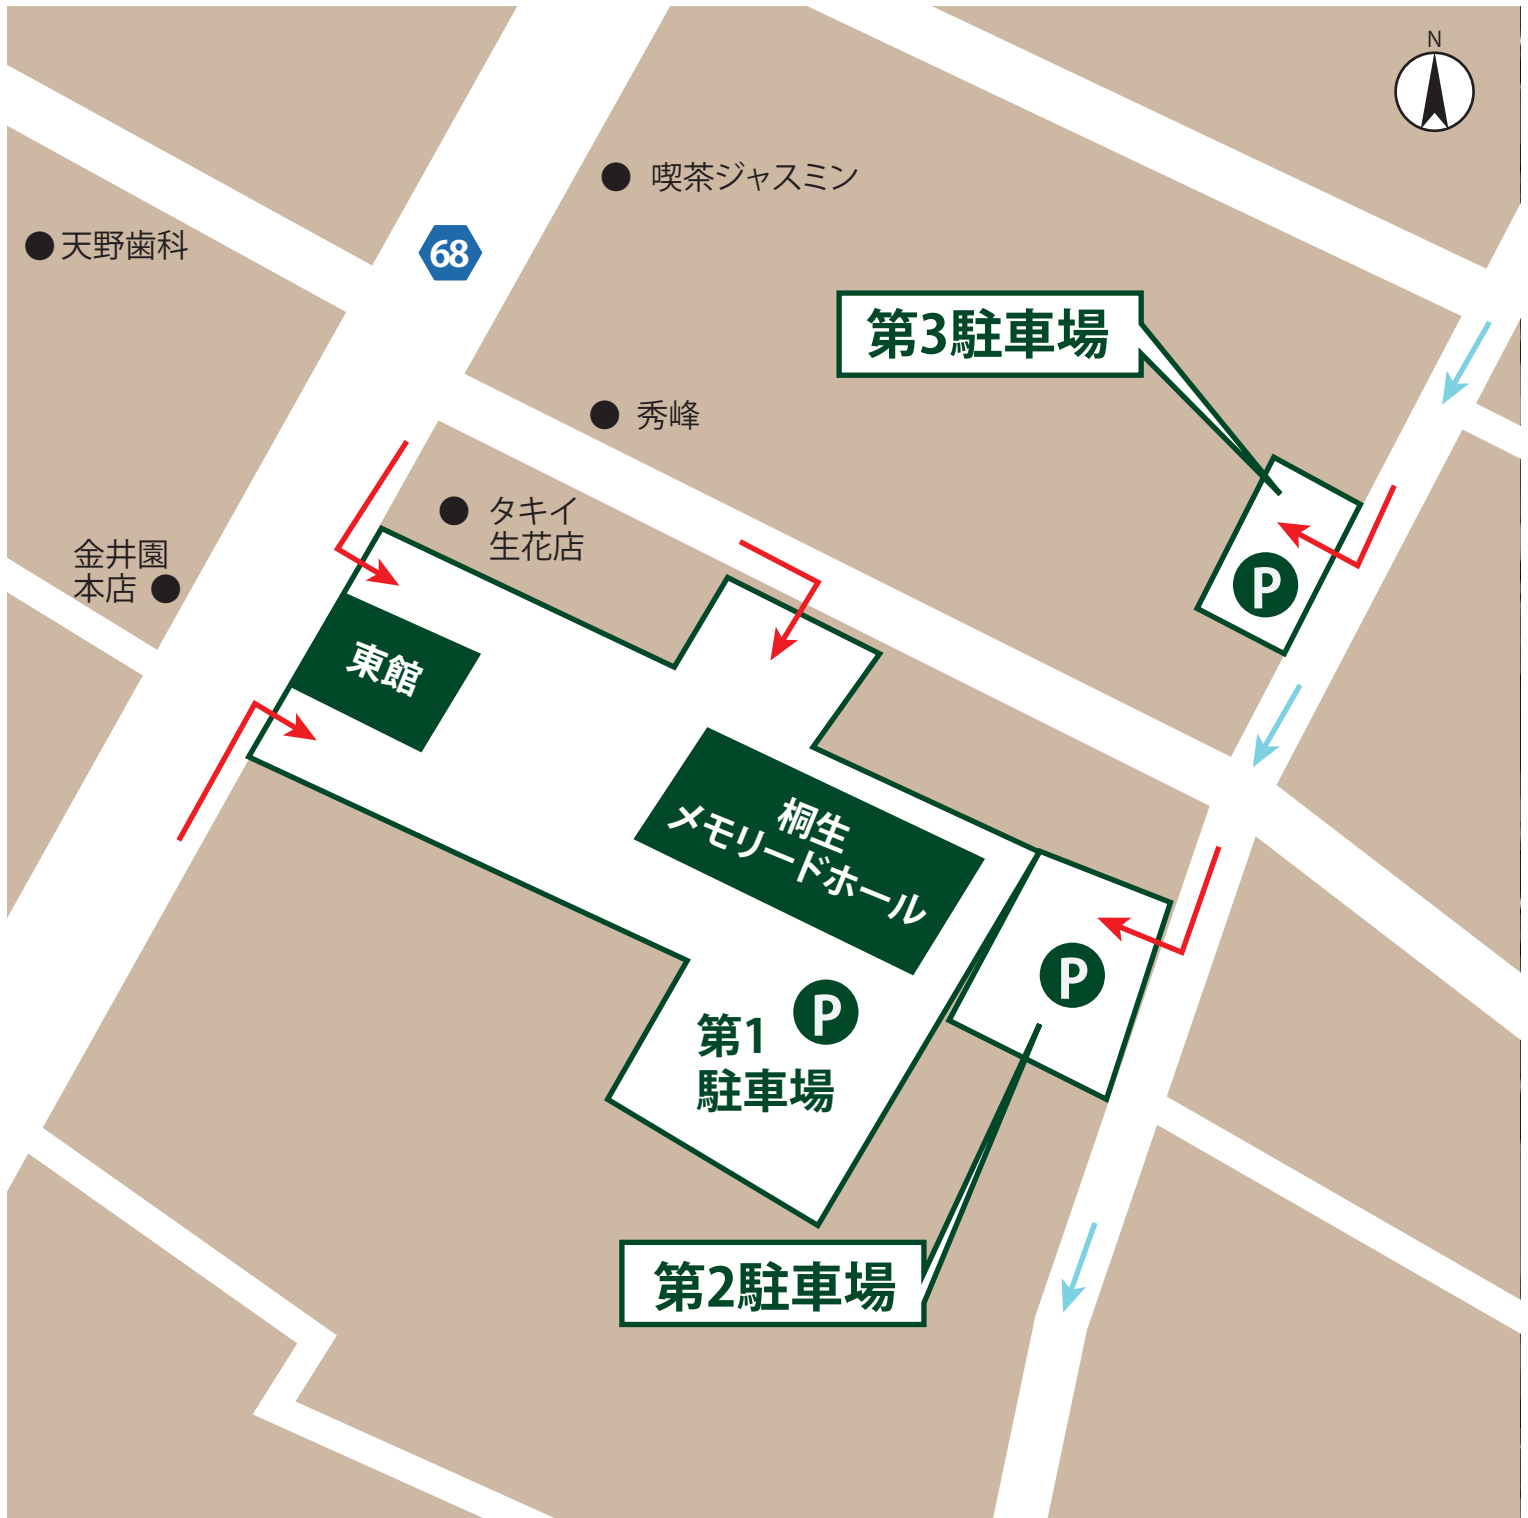 N
喫茶ジャスミン
天野歯科
68
第3駐車場
秀峰
タキイ
生花店
金井園
本店
P
東館
桐生
メモリードホール
P
P
第1
駐車場
第2駐車場